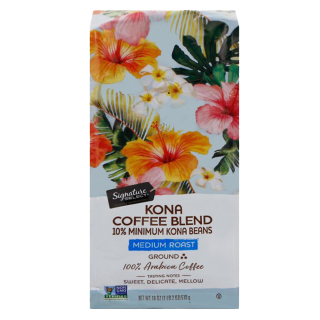 Signature
SELECT
KONA
COFFEE BLEND
10% MINIMUM KONA BEANS
MEDIUM ROAST
GROUND
100% Arabica Coffee
TASTING NOTES
SWEET, DELICATE, MELLOW